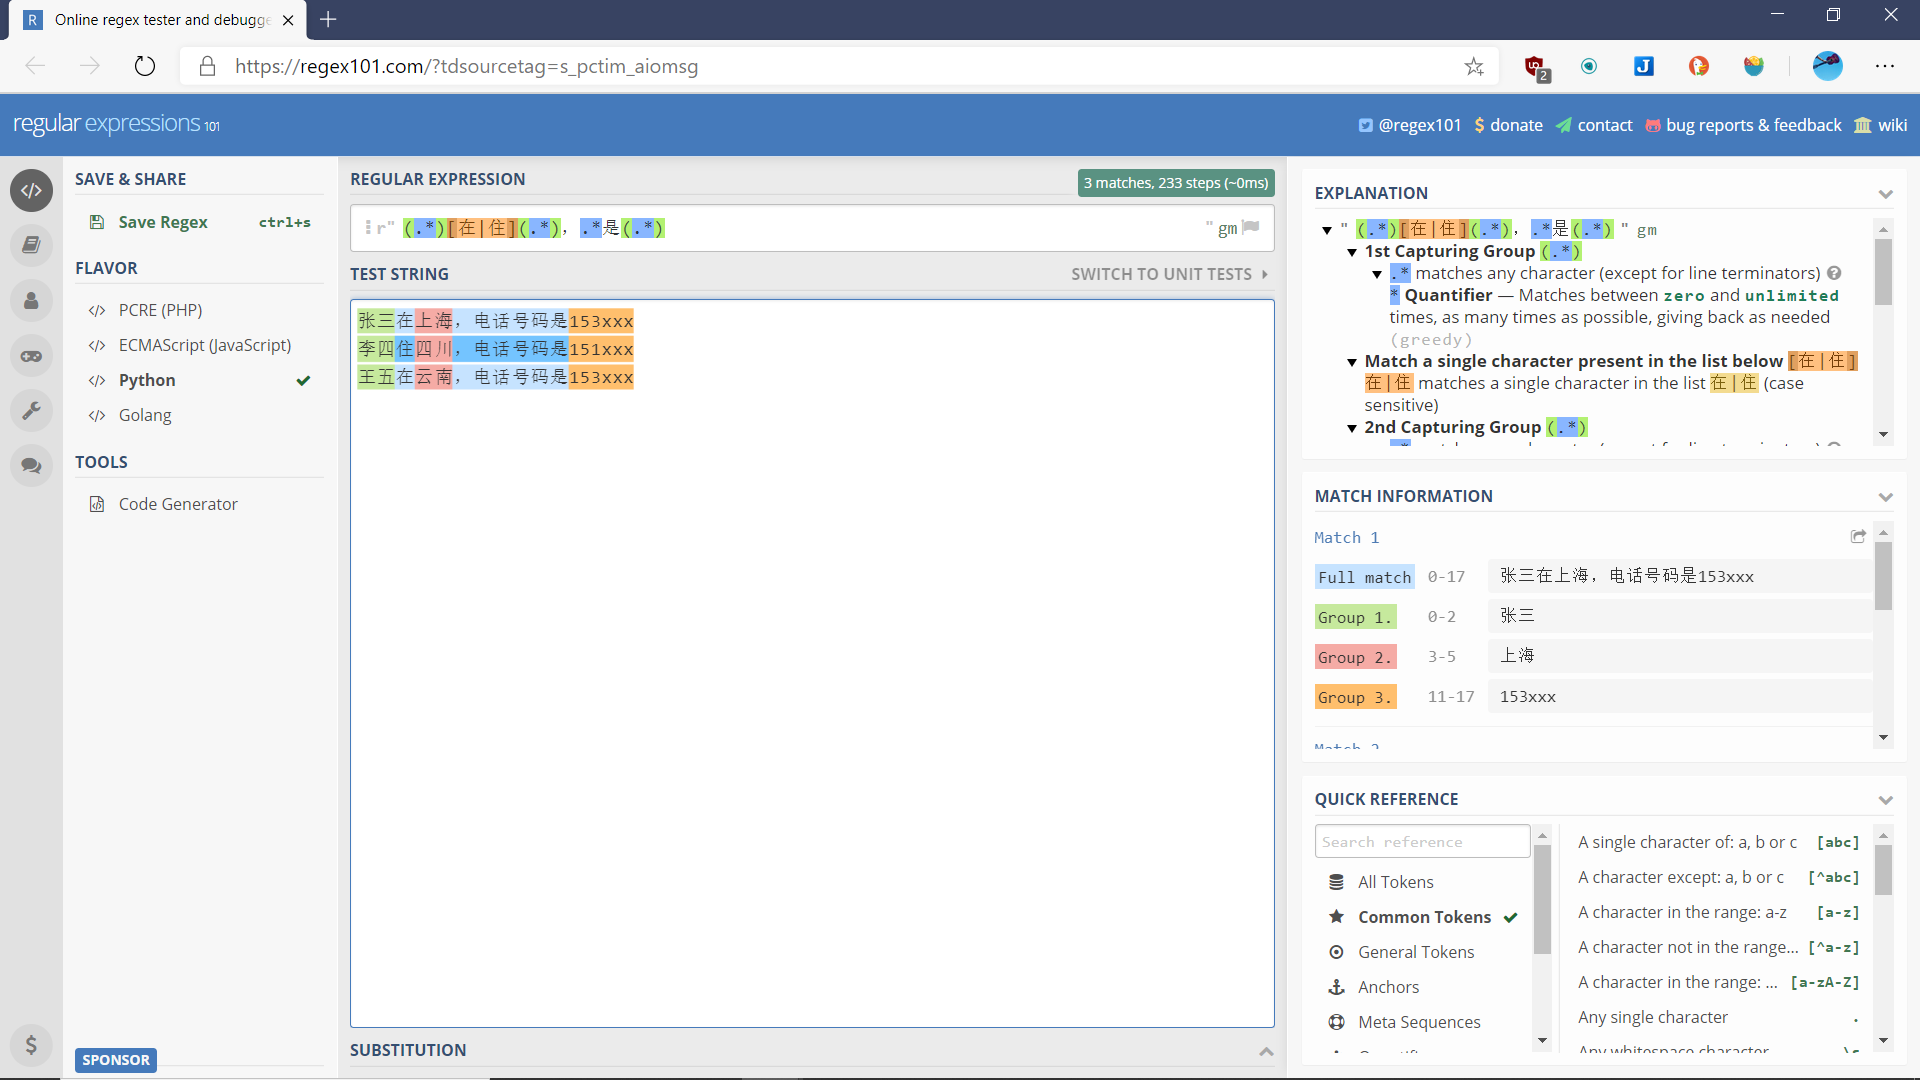 Online regex tester and debugge
https://regex101.com/?tdsourcetag=s_pctim_aiomsg
2
regular expressions 101
@regex101
donate
contact
bug reports & feedback
wiki
SAVE & SHARE
Save Regex
ctrl+s
FLAVOR
PCRE (PHP)
ECMAScript (JavaScript)
Python
Golang
TOOLS
Code Generator
SPONSOR
REGULAR EXPRESSION
3 matches, 233 steps (~0ms)
r" (.*)[在|住](.*)，.*是(.*) " gm
TEST STRING
SWITCH TO UNIT TESTS
张三在上海，电话号码是153xxx
李四住四川，电话号码是151xxx
王五在云南，电话号码是153xxx
SUBSTITUTION
EXPLANATION
" (.*)[在|住](.*)，.*是(.*) " gm
1st Capturing Group (.*)
.* matches any character (except for line terminators)
* Quantifier — Matches between zero and unlimited
times, as many times as possible, giving back as needed
(greedy)
Match a single character present in the list below [在|住]
在|住 matches a single character in the list 在|住 (case
sensitive)
2nd Capturing Group (.*)
MATCH INFORMATION
Match 1
Full match 0-17 张三在上海，电话号码是153xxx
Group 1. 0-2 张三
Group 2. 3-5 上海
Group 3. 11-17 153xxx
QUICK REFERENCE
Search reference
All Tokens
Common Tokens
General Tokens
Anchors
Meta Sequences
A single character of: a, b or c [abc]
A character except: a, b or c [^abc]
A character in the range: a-z [a-z]
A character not in the range... [^a-z]
A character in the range: ... [a-zA-Z]
Any single character .
Any whitespace character